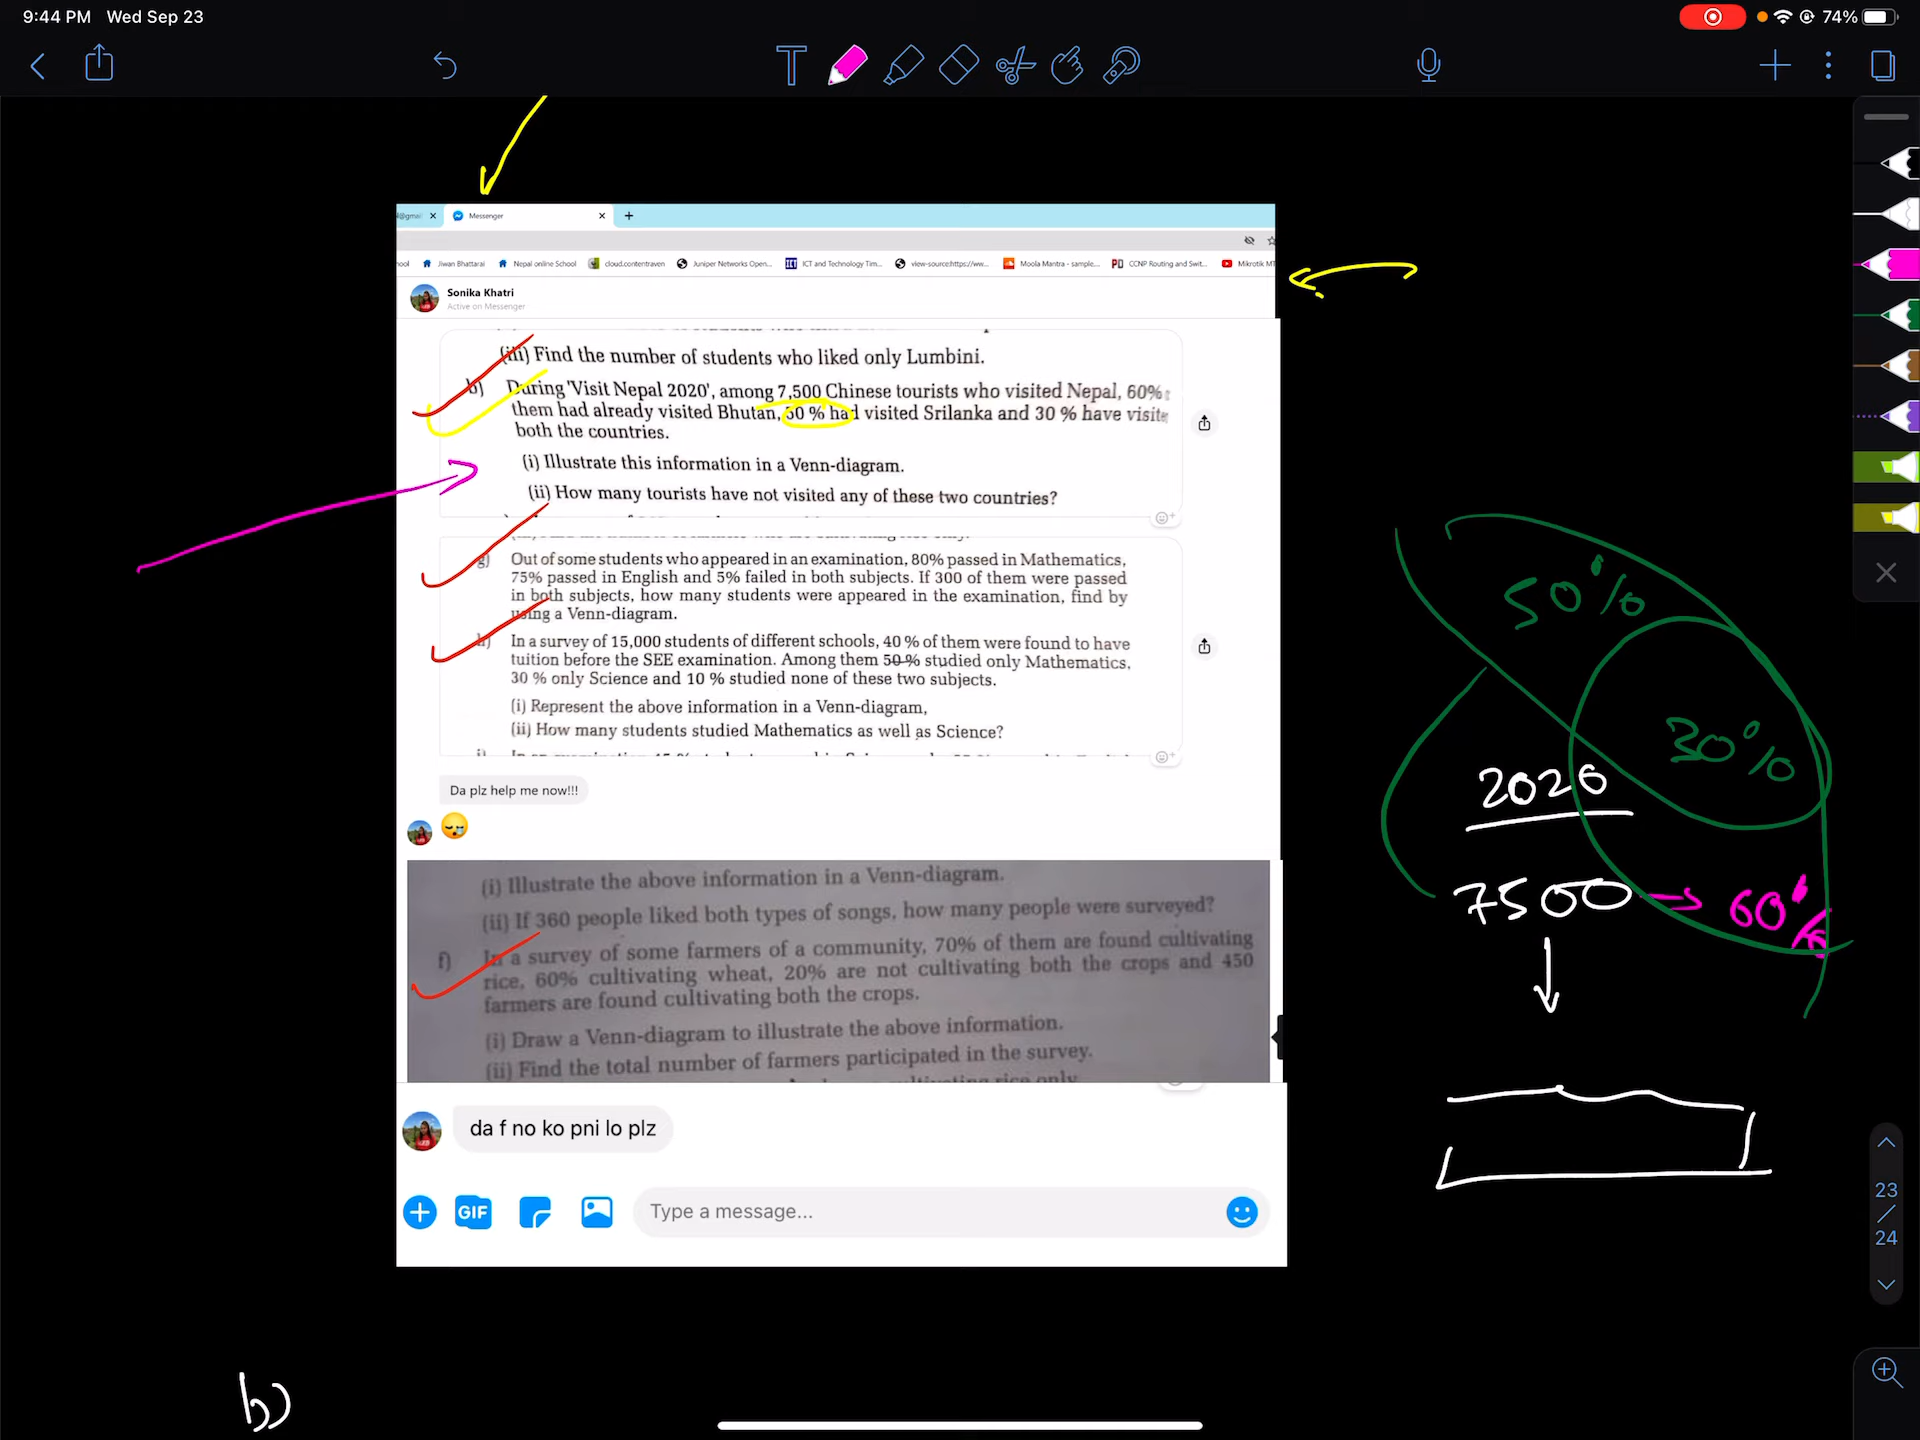 9:44 PM Wed Sep 23
74%
@gmai
Messenger
hool
Jiwan Bhattarai
Nepal online School
cloud.contentraven
Juniper Networks Open...
ICT and Technology Tim...
view-source:https://ww...
Moola Mantra - sample...
CCNP Routing and Swit...
Mikrotik MT
Sonika Khatri
Active on Messenger
(iii) Find the number of students who liked only Lumbini.
b) During 'Visit Nepal 2020', among 7,500 Chinese tourists who visited Nepal, 60%
them had already visited Bhutan, 50 % had visited Srilanka and 30 % have visite
both the countries.
(i) Illustrate this information in a Venn-diagram.
(ii) How many tourists have not visited any of these two countries?
g) Out of some students who appeared in an examination, 80% passed in Mathematics,
75% passed in English and 5% failed in both subjects. If 300 of them were passed
in both subjects, how many students were appeared in the examination, find by
using a Venn-diagram.
h) In a survey of 15,000 students of different schools, 40 % of them were found to have
tuition before the SEE examination. Among them 50 % studied only Mathematics,
30 % only Science and 10 % studied none of these two subjects.
(i) Represent the above information in a Venn-diagram,
(ii) How many students studied Mathematics as well as Science?
Da plz help me now!!!
(i) Illustrate the above information in a Venn-diagram.
(ii) If 360 people liked both types of songs, how many people were surveyed?
f) In a survey of some farmers of a community, 70% of them are found cultivating
rice, 60% cultivating wheat, 20% are not cultivating both the crops and 450
farmers are found cultivating both the crops.
(i) Draw a Venn-diagram to illustrate the above information.
(ii) Find the total number of farmers participated in the survey.
da f no ko pni lo plz
GIF
Type a message...
50%
30%
2020
7500 → 60%
23
/
24
b)